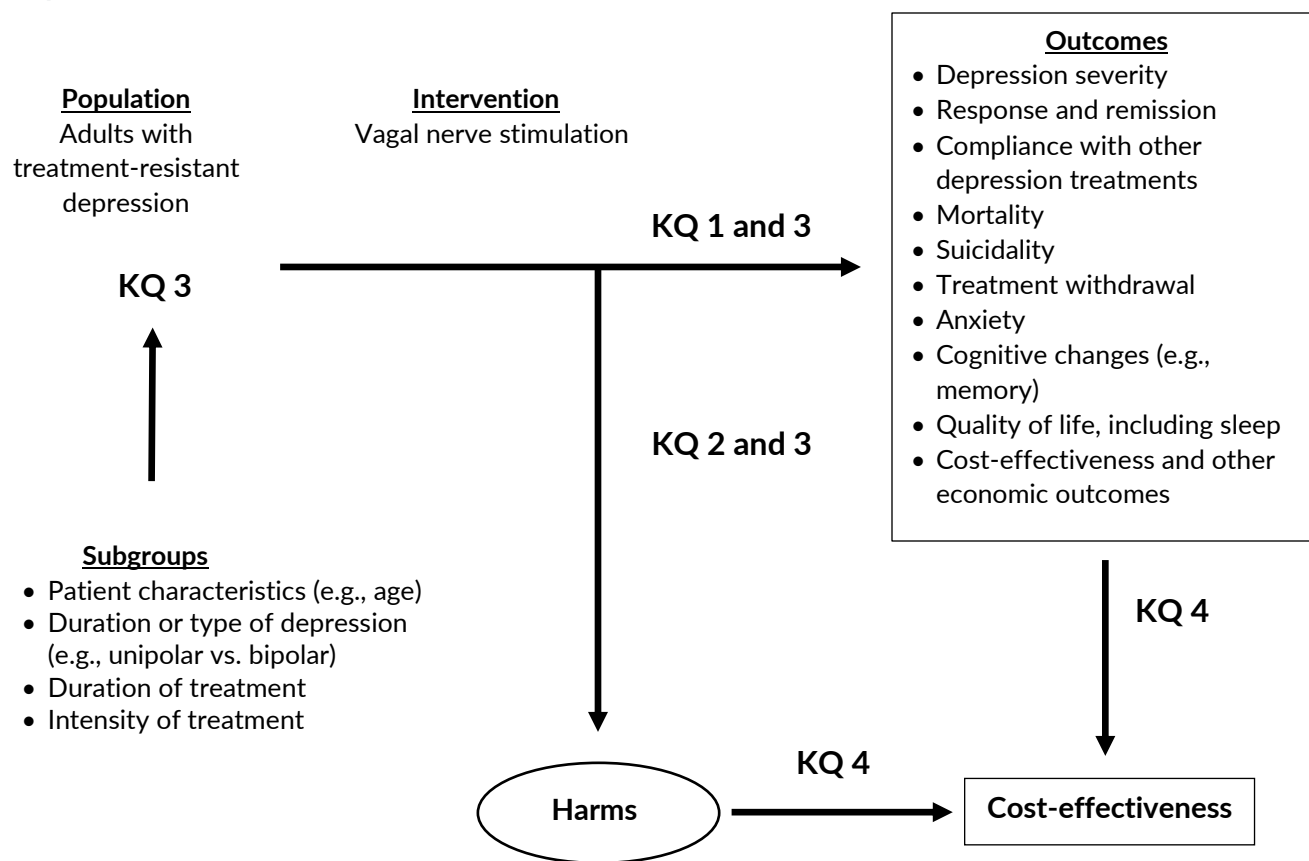 Population
Adults with
treatment-resistant
depression
KQ 3
Intervention
Vagal nerve stimulation
KQ 1 and 3
KQ 2 and 3
Outcomes
• Depression severity
• Response and remission
• Compliance with other
depression treatments
• Mortality
• Suicidality
• Treatment withdrawal
• Anxiety
• Cognitive changes (e.g.,
memory)
• Quality of life, including sleep
• Cost-effectiveness and other
economic outcomes
Subgroups
• Patient characteristics (e.g., age)
• Duration or type of depression
(e.g., unipolar vs. bipolar)
• Duration of treatment
• Intensity of treatment
KQ 4
Harms
KQ 4
Cost-effectiveness